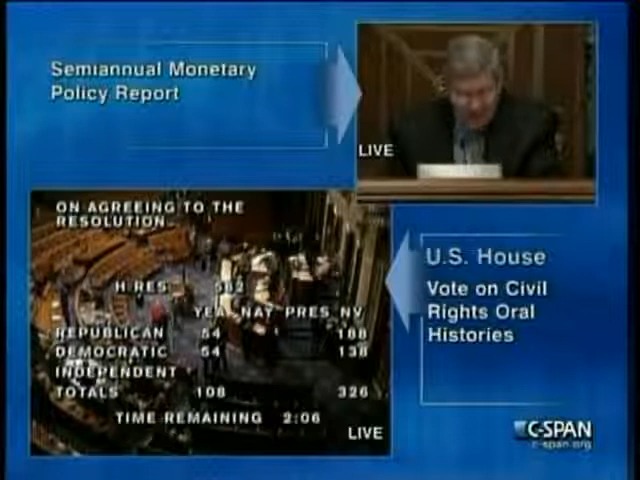 Semiannual Monetary
Policy Report
LIVE
ON AGREEING TO THE
RESOLUTION
H RES
YEA NAY PRES NV
REPUBLICAN 54 188
DEMOCRATIC 54 138
INDEPENDENT
TOTALS 108 326
TIME REMAINING 2:06
LIVE
U.S. House
Vote on Civil
Rights Oral
Histories
C-SPAN
c-span.org